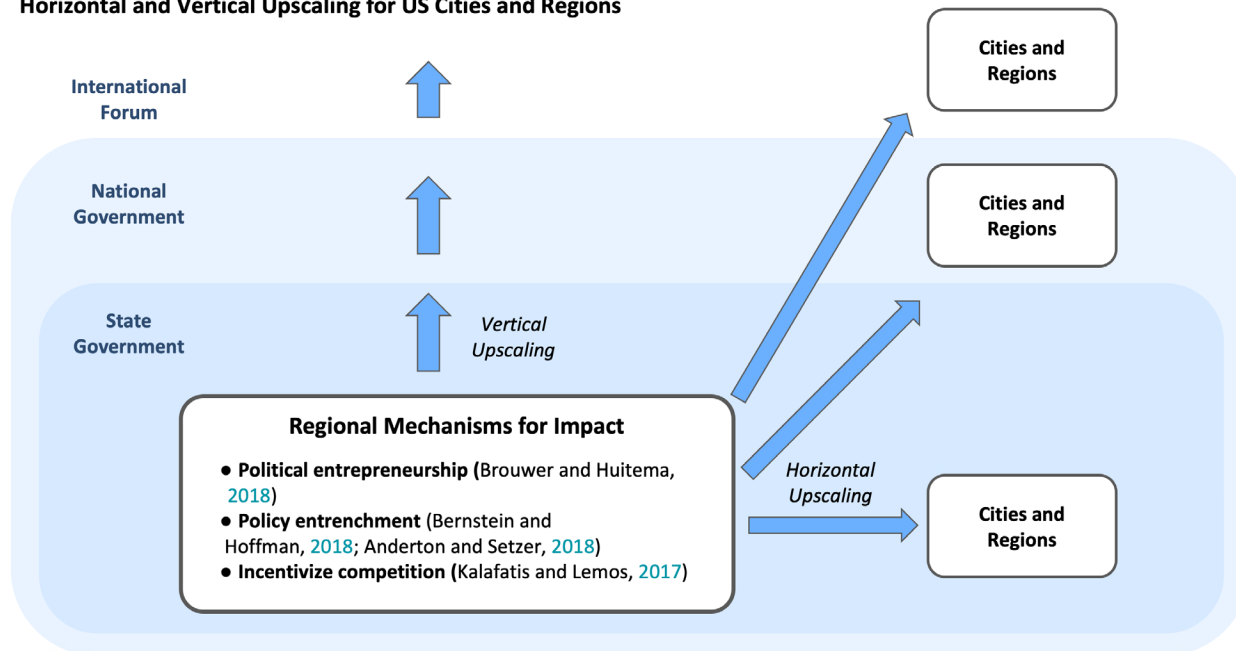 Horizontal and Vertical Upscaling for US Cities and Regions
International
Forum
Cities and
Regions
National
Government
Cities and
Regions
State
Government
Vertical
Upscaling
Regional Mechanisms for Impact
● Political entrepreneurship (Brouwer and Huitema,
2018)
● Policy entrenchment (Bernstein and
Hoffman, 2018; Anderton and Setzer, 2018)
● Incentivize competition (Kalafatis and Lemos, 2017)
Horizontal
Upscaling
Cities and
Regions